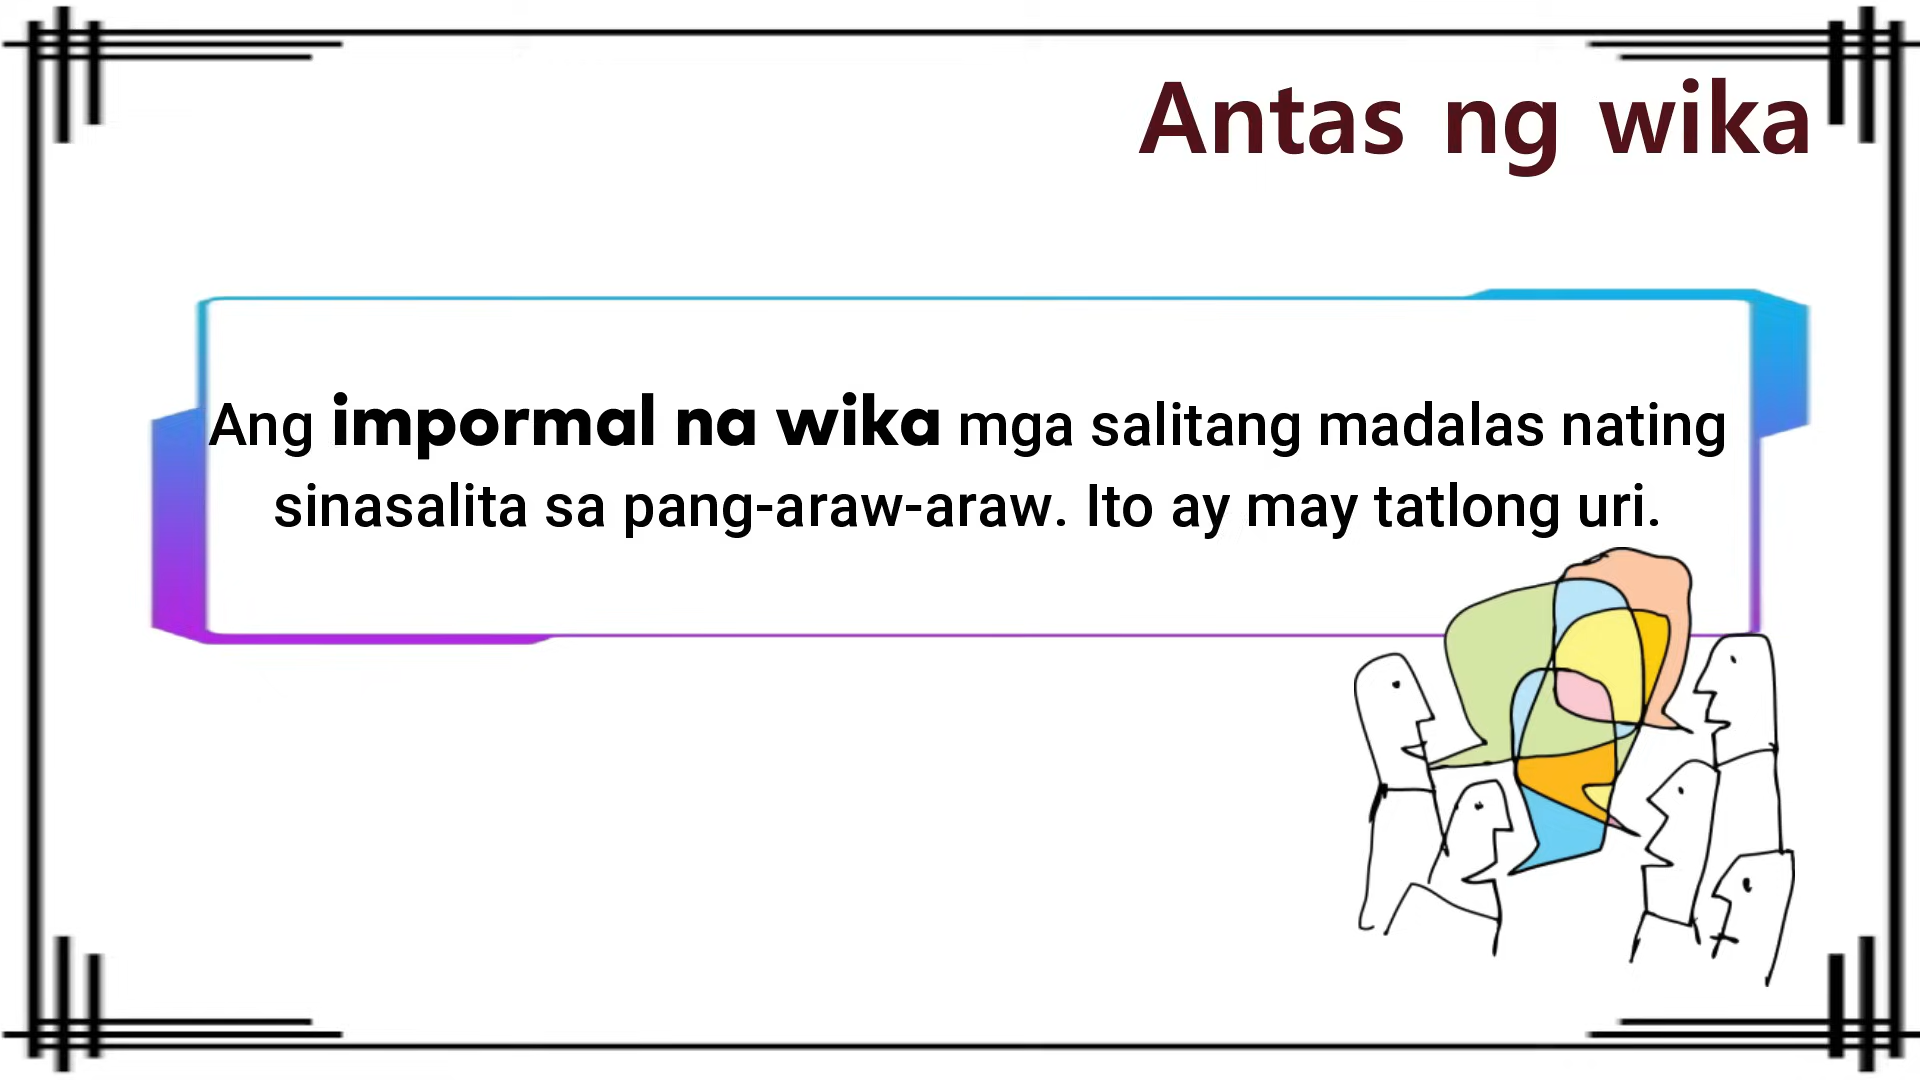 Antas ng wika
Ang impormal na wika mga salitang madalas nating
sinasalita sa pang-araw-araw. Ito ay may tatlong uri.